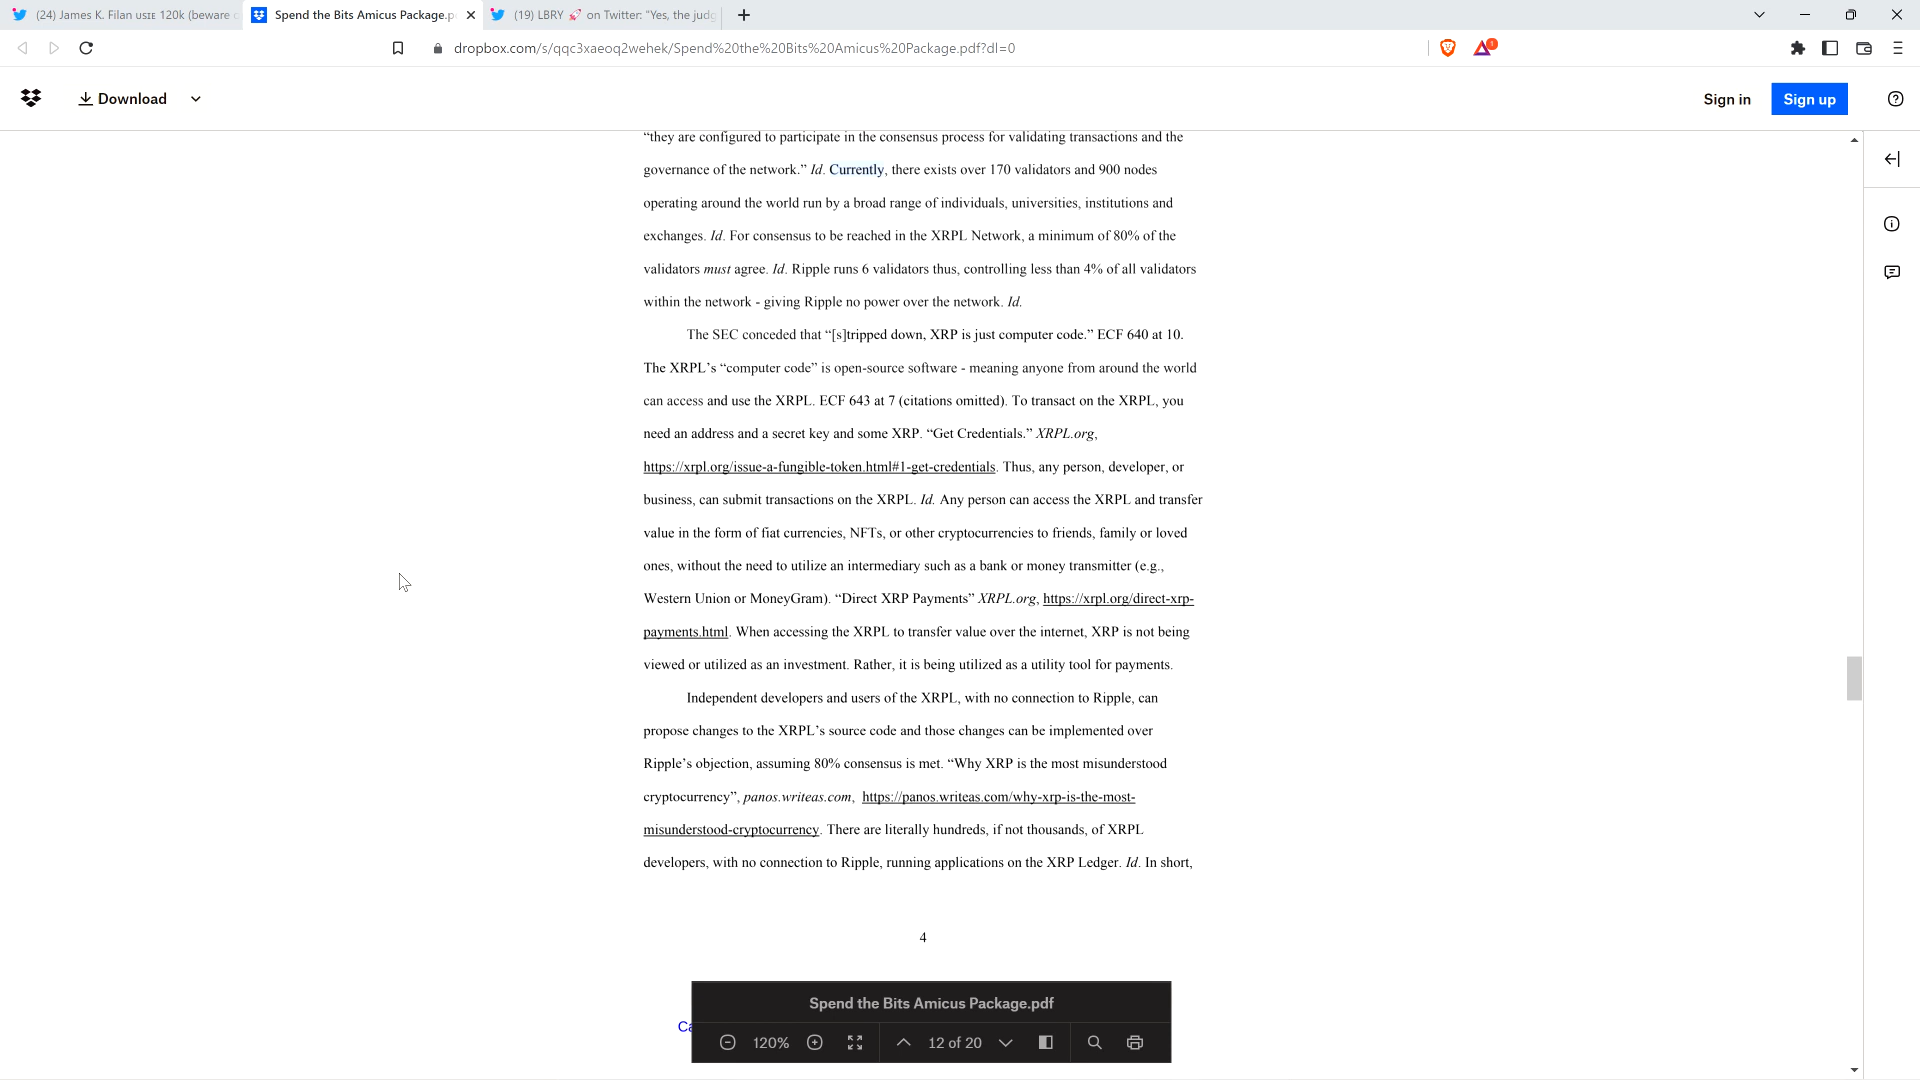 (24) James K. Filan 120k (beware
Spend the Bits Amicus Package.p
(19) LBRY 🚀 on Twitter: "Yes, the judg
dropbox.com/s/qqc3xaeoq2wehek/Spend%20the%20Bits%20Amicus%20Package.pdf?dl=0
1
Download
Sign in
Sign up
“they are configured to participate in the consensus process for validating transactions and the
governance of the network.” Id. Currently, there exists over 170 validators and 900 nodes
operating around the world run by a broad range of individuals, universities, institutions and
exchanges. Id. For consensus to be reached in the XRPL Network, a minimum of 80% of the
validators must agree. Id. Ripple runs 6 validators thus, controlling less than 4% of all validators
within the network - giving Ripple no power over the network. Id.
The SEC conceded that “[s]tripped down, XRP is just computer code.” ECF 640 at 10.
The XRPL’s “computer code” is open-source software - meaning anyone from around the world
can access and use the XRPL. ECF 643 at 7 (citations omitted). To transact on the XRPL, you
need an address and a secret key and some XRP. “Get Credentials.” XRPL.org,
https://xrpl.org/issue-a-fungible-token.html#1-get-credentials. Thus, any person, developer, or
business, can submit transactions on the XRPL. Id. Any person can access the XRPL and transfer
value in the form of fiat currencies, NFTs, or other cryptocurrencies to friends, family or loved
ones, without the need to utilize an intermediary such as a bank or money transmitter (e.g.,
Western Union or MoneyGram). “Direct XRP Payments” XRPL.org, https://xrpl.org/direct-xrp-
payments.html. When accessing the XRPL to transfer value over the internet, XRP is not being
viewed or utilized as an investment. Rather, it is being utilized as a utility tool for payments.
Independent developers and users of the XRPL, with no connection to Ripple, can
propose changes to the XRPL’s source code and those changes can be implemented over
Ripple’s objection, assuming 80% consensus is met. “Why XRP is the most misunderstood
cryptocurrency”, panos.writeas.com, https://panos.writeas.com/why-xrp-is-the-most-
misunderstood-cryptocurrency. There are literally hundreds, if not thousands, of XRPL
developers, with no connection to Ripple, running applications on the XRP Ledger. Id. In short,
4
Ca
Spend the Bits Amicus Package.pdf
120%
12 of 20